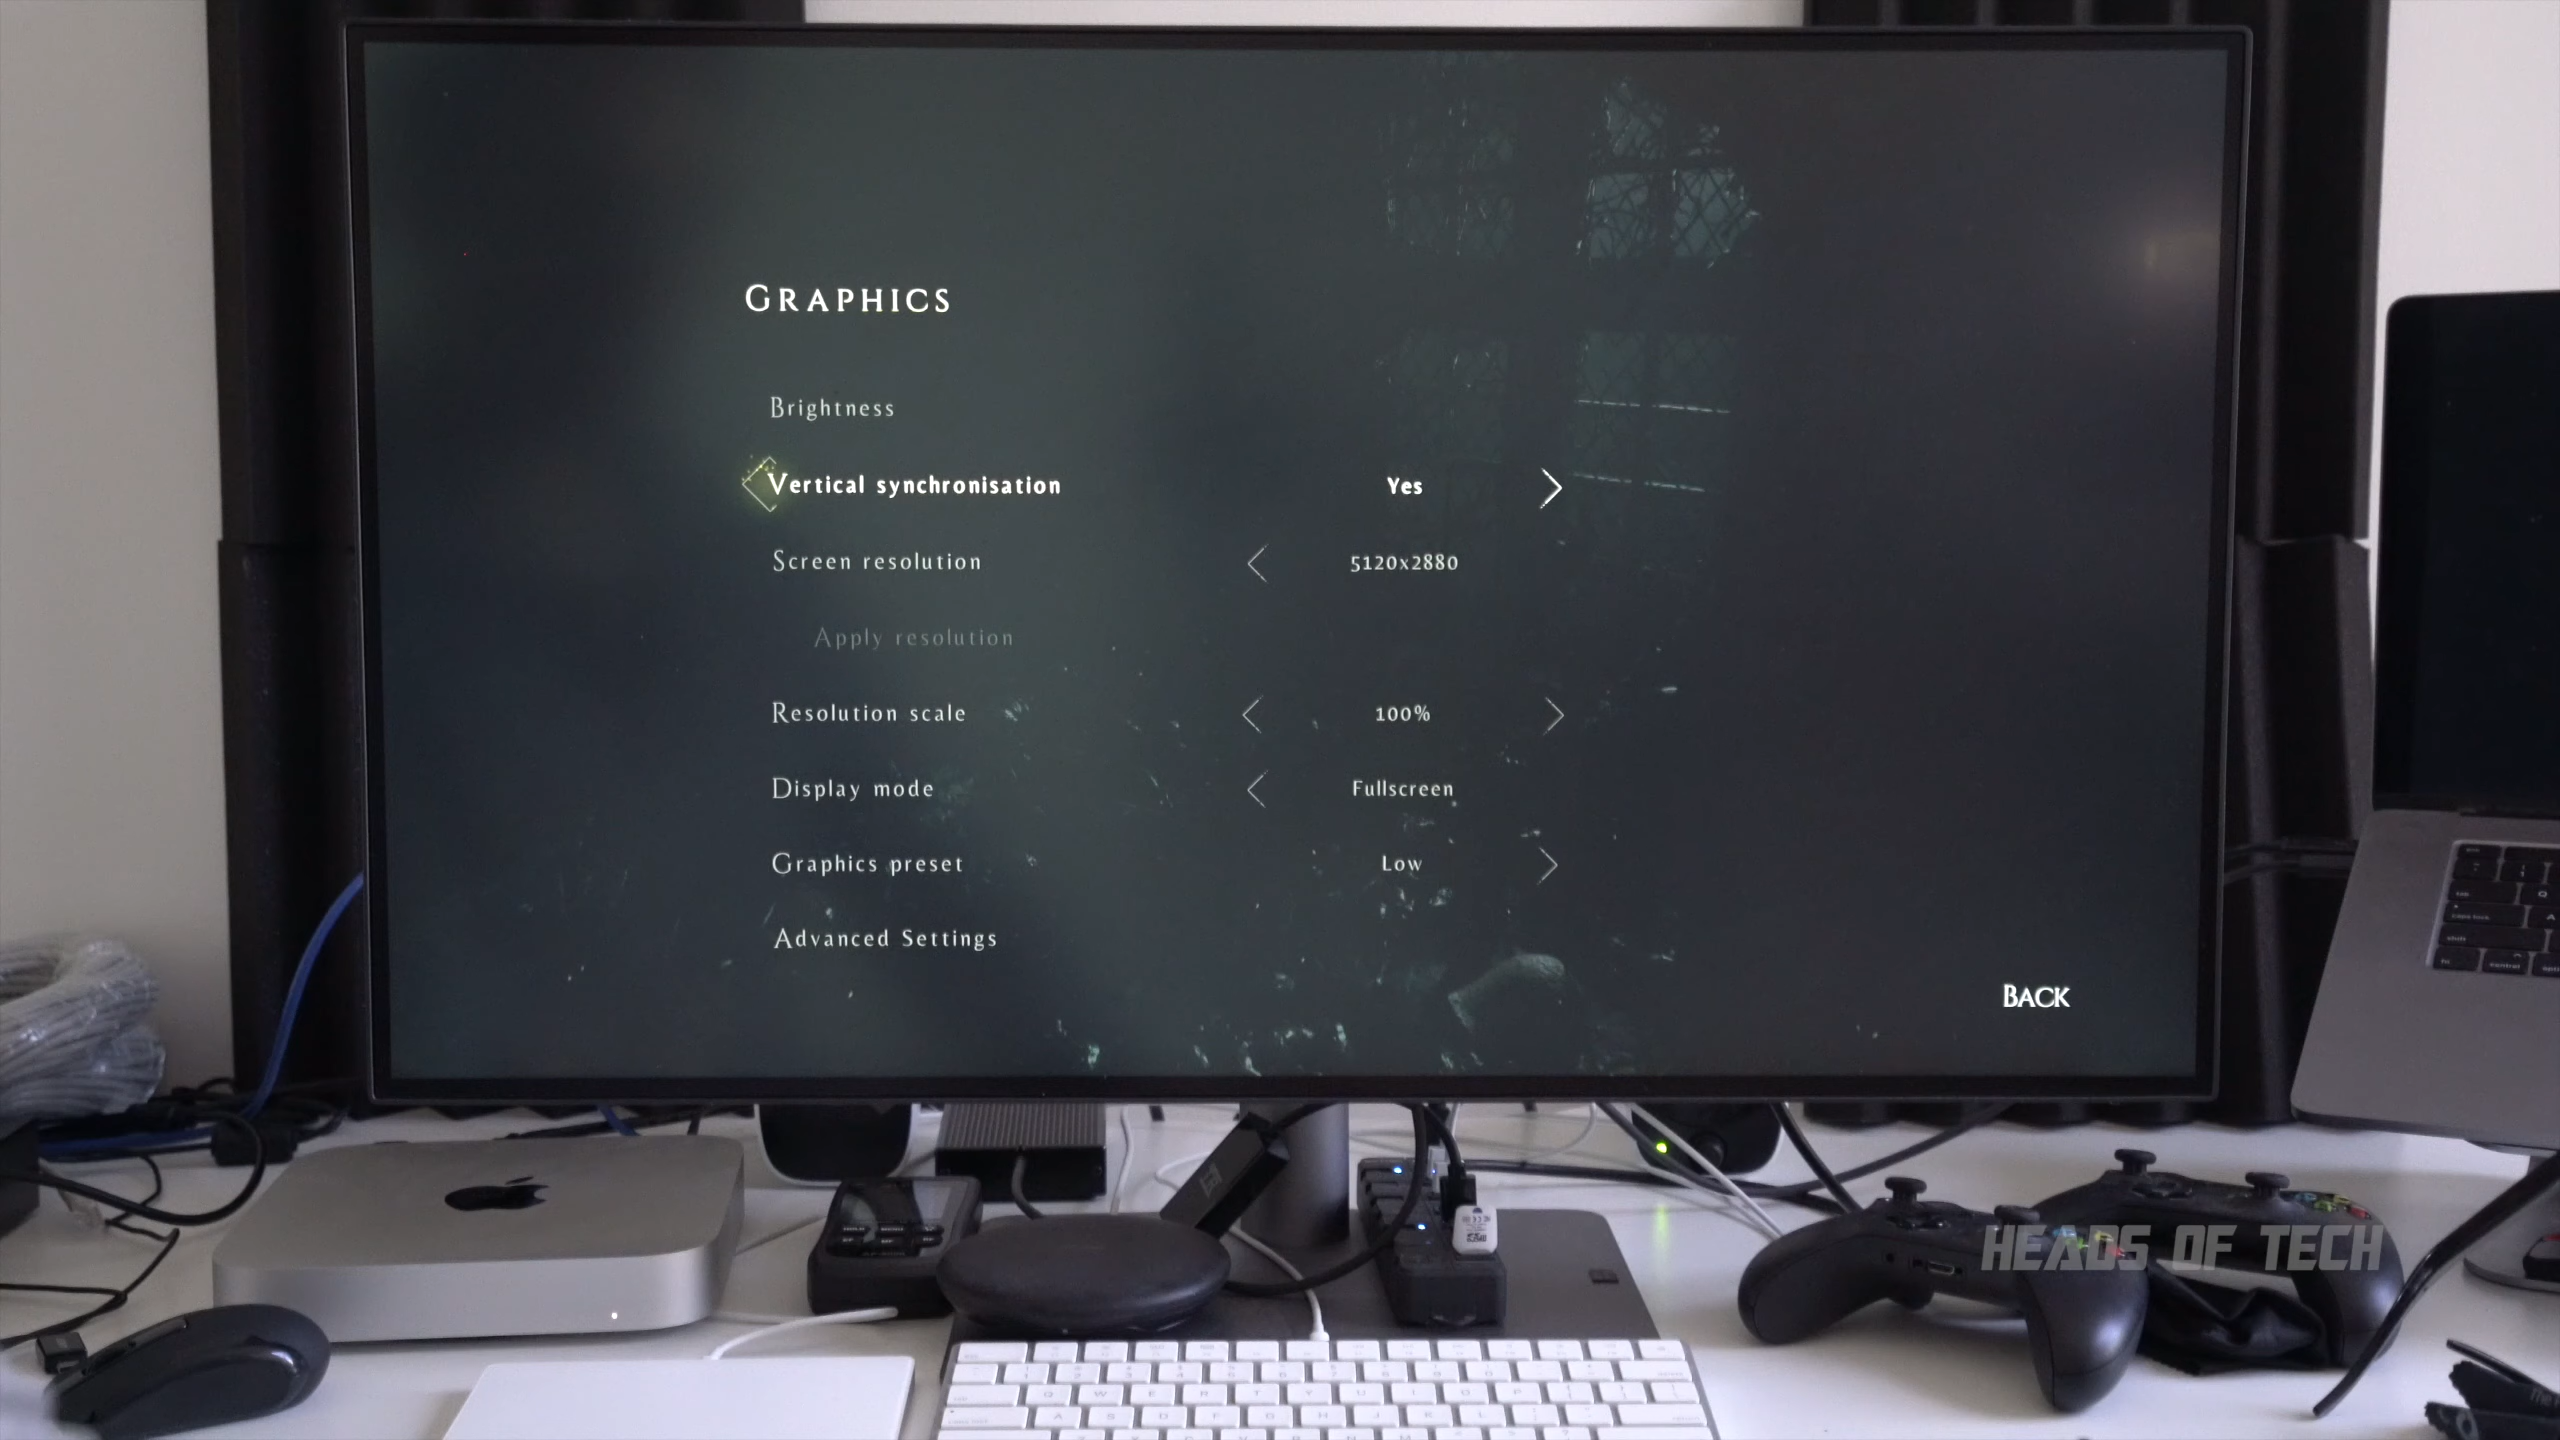 GRAPHICS
Brightness
Vertical synchronisation Yes
Screen resolution 5120x2880
Apply resolution
Resolution scale 100%
Display mode Fullscreen
Graphics preset Low
Advanced Settings
BACK
HEADS OF TECH
Q W E R T Y U I O P
A S D F G H J K L